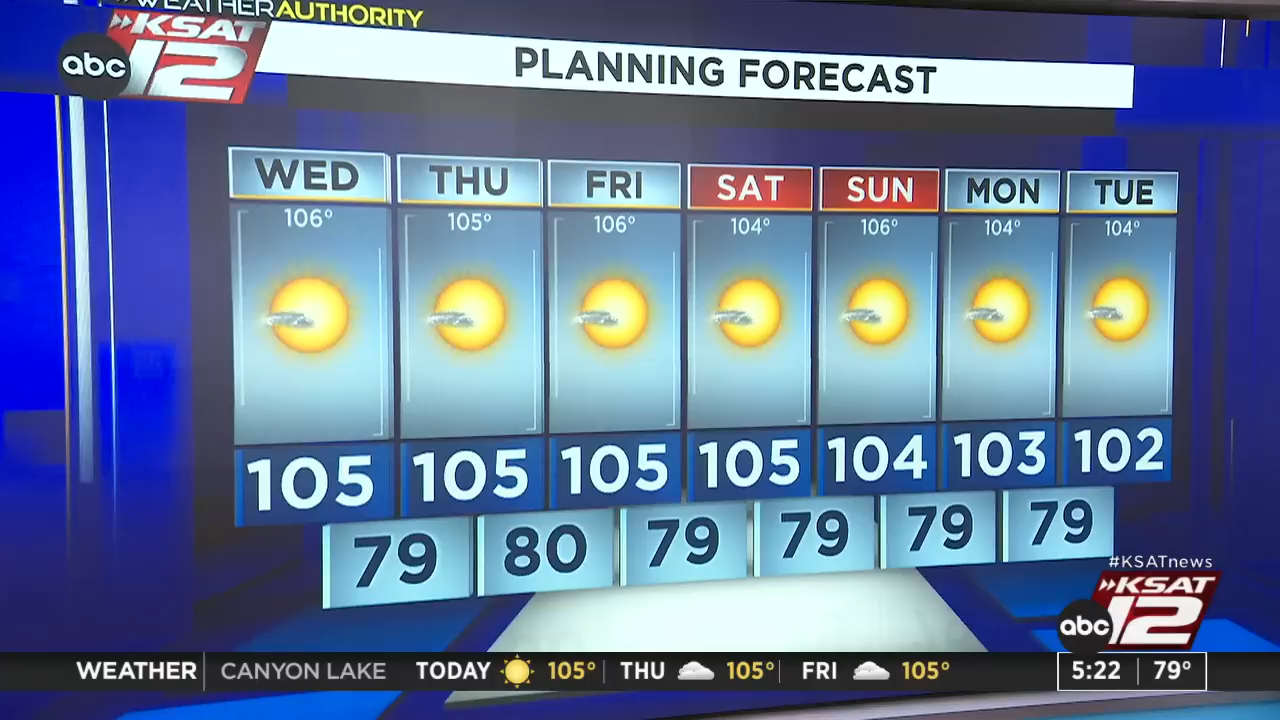 WEATHERAUTHORITY
KSAT
abc 12
PLANNING FORECAST
WED THU FRI SAT SUN MON TUE
106° 105° 106° 104° 106° 104° 104°
105 105 105 105 104 103 102
79 80 79 79 79 79
#KSATnews
KSAT
abc 12
WEATHER CANYON LAKE TODAY 105° THU 105° FRI 105° 5:22 79°